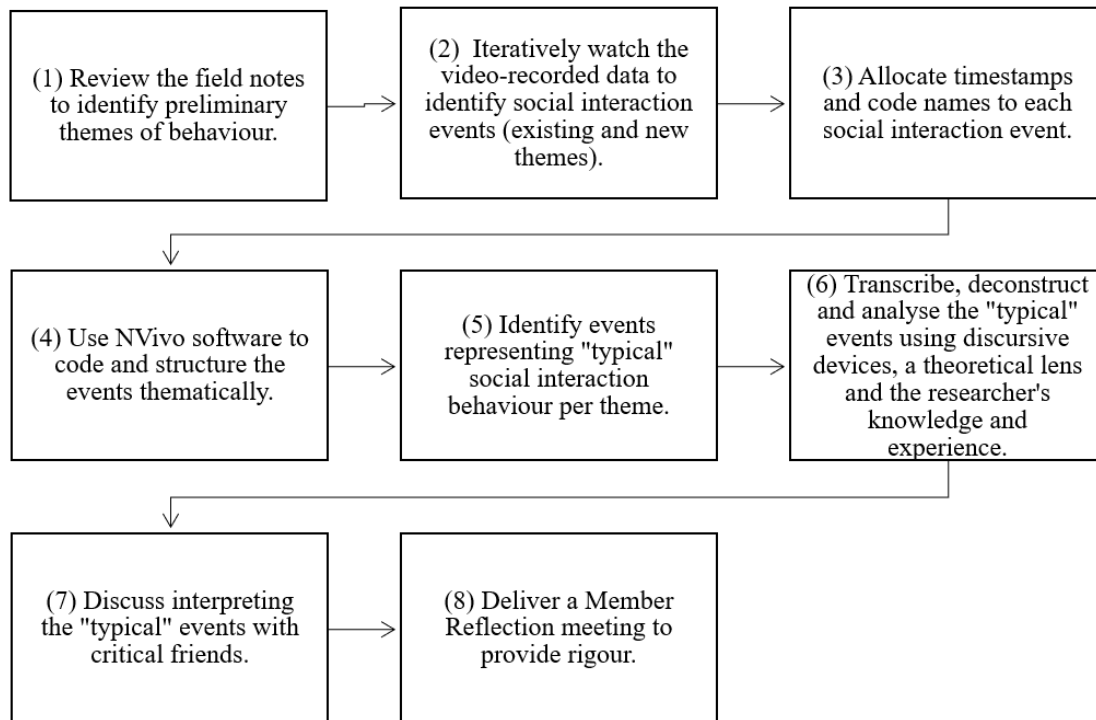 (1) Review the field notes
to identify preliminary
themes of behaviour.
(2) Iteratively watch the
video-recorded data to
identify social interaction
events (existing and new
themes).
(3) Allocate timestamps
and code names to each
social interaction event.
(4) Use NVivo software to
code and structure the
events thematically.
(5) Identify events
representing "typical"
social interaction
behaviour per theme.
(6) Transcribe, deconstruct
and analyse the "typical"
events using discursive
devices, a theoretical lens
and the researcher's
knowledge and
experience.
(7) Discuss interpreting
the "typical" events with
critical friends.
(8) Deliver a Member
Reflection meeting to
provide rigour.